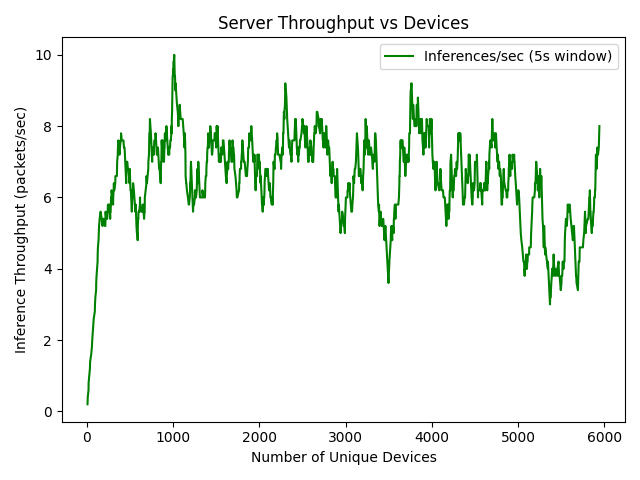 Server Throughput vs Devices
Inferences/sec (5s window)
Inference Throughput (packets/sec)
10
8
6
4
2
0
0 1000 2000 3000 4000 5000 6000
Number of Unique Devices